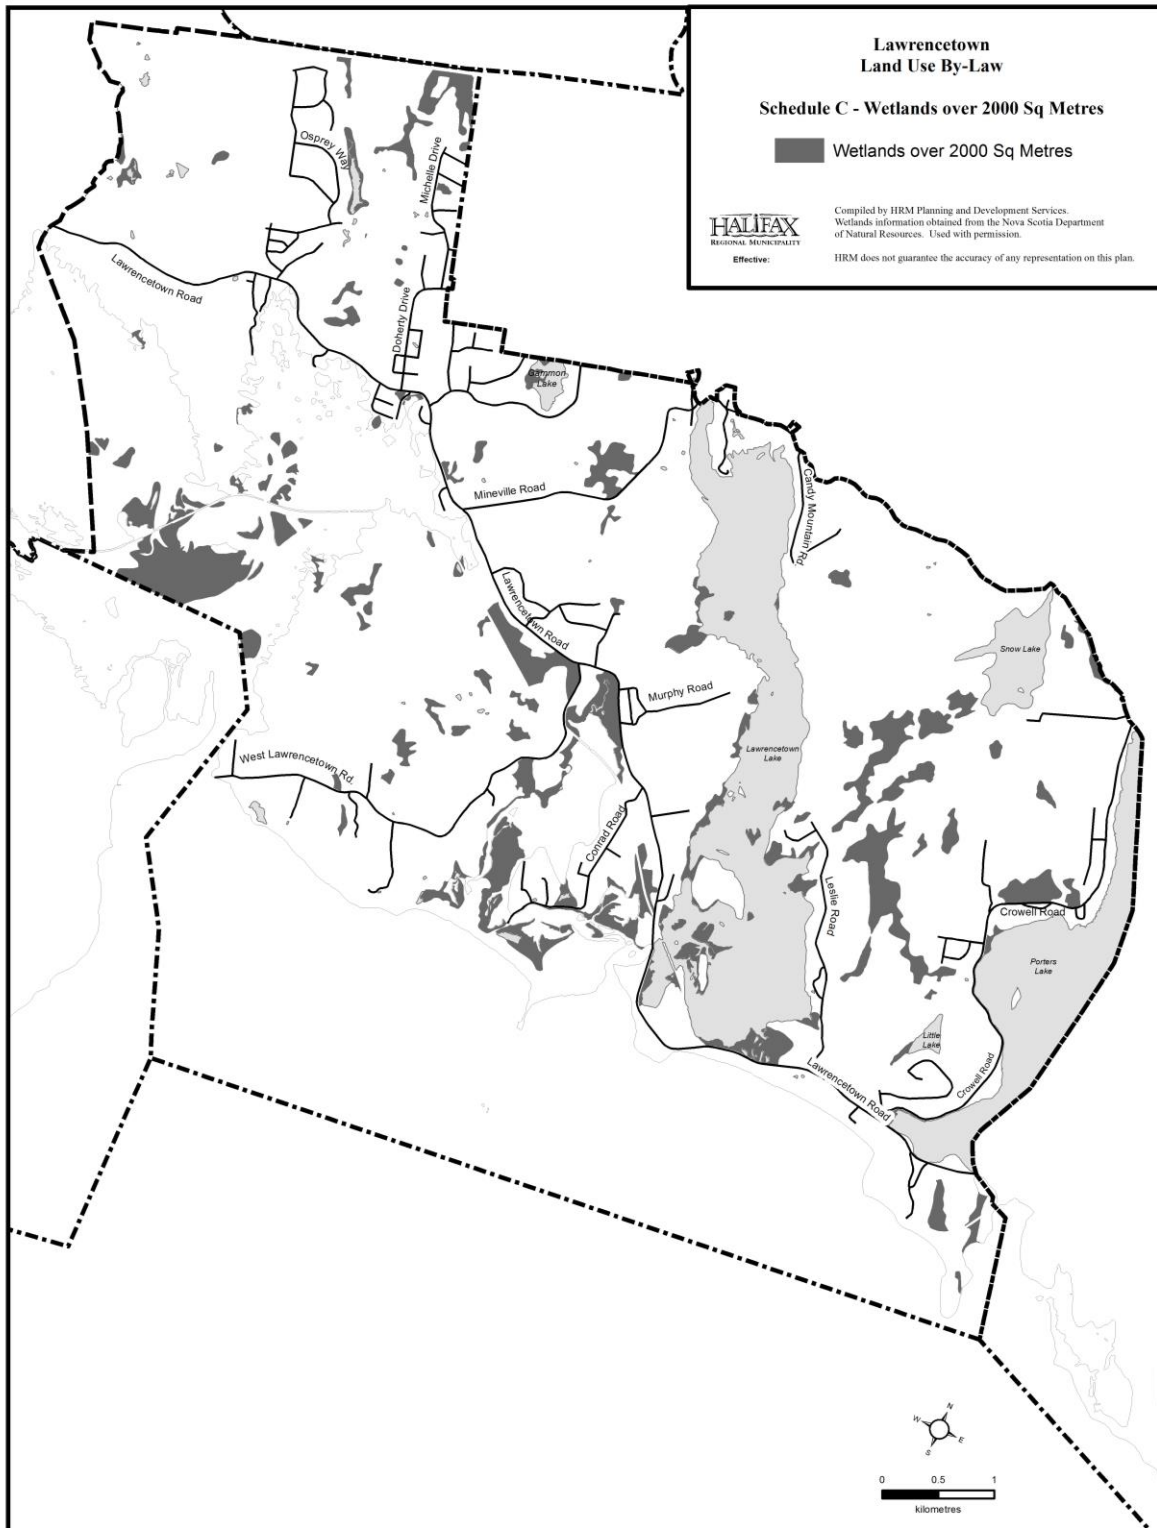 Lawrencetown
Land Use By-Law
Schedule C - Wetlands over 2000 Sq Metres
Wetlands over 2000 Sq Metres
HALIFAX
REGIONAL MUNICIPALITY
Effective:
Compiled by HRM Planning and Development Services.
Wetlands information obtained from the Nova Scotia Department
of Natural Resources. Used with permission.
HRM does not guarantee the accuracy of any representation on this plan.
Osprey Way
Michelle Drive
Lawrencetown Road
Doherty Drive
Gammon
Lake
Mineville Road
Candy Mountain Rd
Lawrencetown Road
Snow Lake
Murphy Road
West Lawrencetown Rd.
Lawrencetown
Lake
Conrad Road
Leslie Road
Crowell Road
Porters
Lake
Little
Lake
Crowell Road
Lawrencetown Road
N
W
E
S
0 0.5 1
kilometres